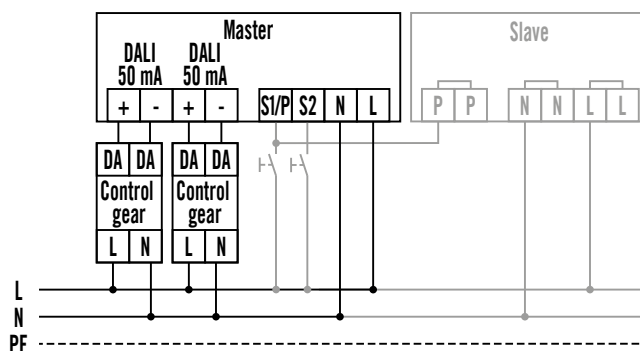 Master
Slave
DALI DALI
50 mA 50 mA
+ - + - S1/P S2 N L
P P N N L L
DA DA DA DA
Control Control
gear gear
L N L N
L
N
PE